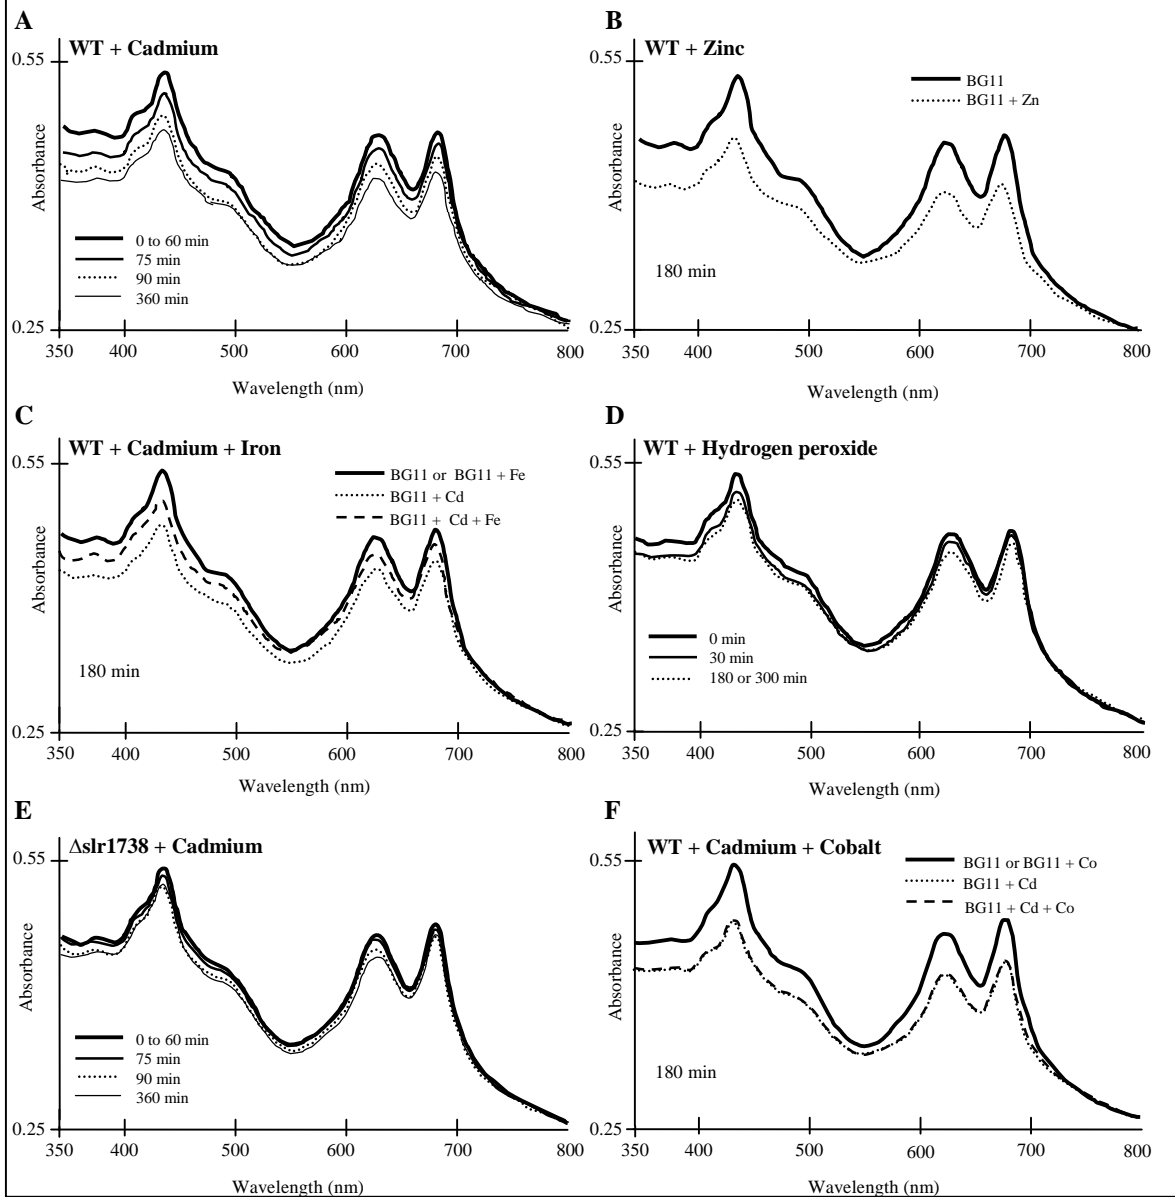 A
WT + Cadmium
0.55
Absorbance
0 to 60 min
75 min
90 min
360 min
0.25
350 400 500 600 700 800
Wavelength (nm)
B
WT + Zinc
0.55
BG11
BG11 + Zn
Absorbance
180 min
0.25
350 400 500 600 700 800
Wavelength (nm)
C
WT + Cadmium + Iron
0.55
BG11 or BG11 + Fe
BG11 + Cd
BG11 + Cd + Fe
Absorbance
180 min
0.25
350 400 500 600 700 800
Wavelength (nm)
D
WT + Hydrogen peroxide
0.55
Absorbance
0 min
30 min
180 or 300 min
0.25
350 400 500 600 700 800
Wavelength (nm)
E
Δslr1738 + Cadmium
0.55
Absorbance
0 to 60 min
75 min
90 min
360 min
0.25
350 400 500 600 700 800
Wavelength (nm)
F
WT + Cadmium + Cobalt
0.55
BG11 or BG11 + Co
BG11 + Cd
BG11 + Cd + Co
Absorbance
180 min
0.25
350 400 500 600 700 800
Wavelength (nm)